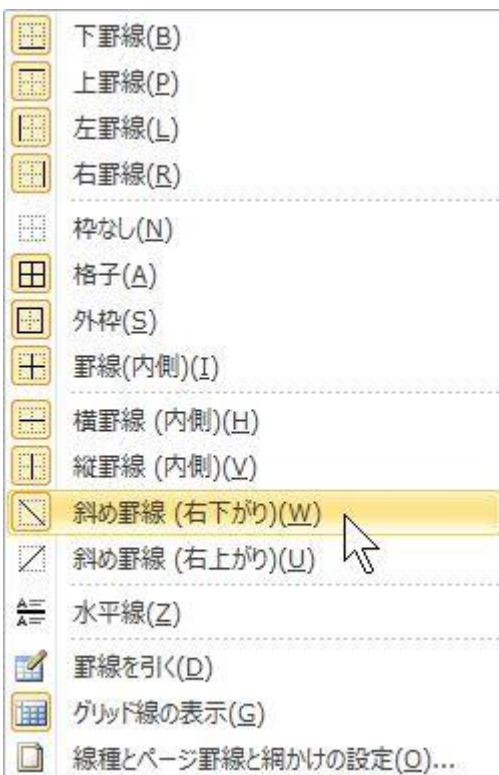 下罫線(B)
上罫線(P)
左罫線(L)
右罫線(R)
枠なし(N)
格子(A)
外枠(S)
罫線(内側)(I)
横罫線 (内側)(H)
縦罫線 (内側)(V)
斜め罫線 (右下がり)(W)
斜め罫線 (右上がり)(U)
水平線(Z)
罫線を引く(D)
グリッド線の表示(G)
線種とページ罫線と網かけの設定(O)...